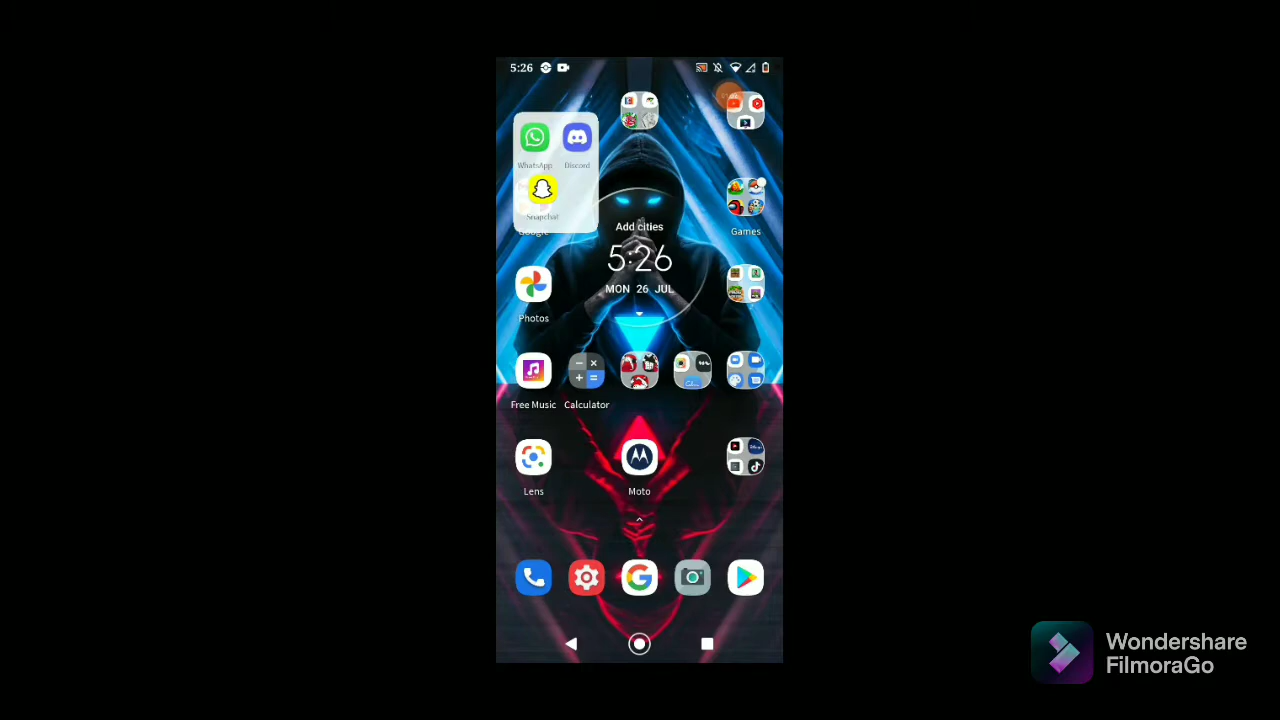 5:26
WhatsApp Discord
Snapchat
Google
Games
Add cities
5:26
MON 26 JUL
Photos
Free Music Calculator
Lens
Moto
Wondershare
FilmoraGo